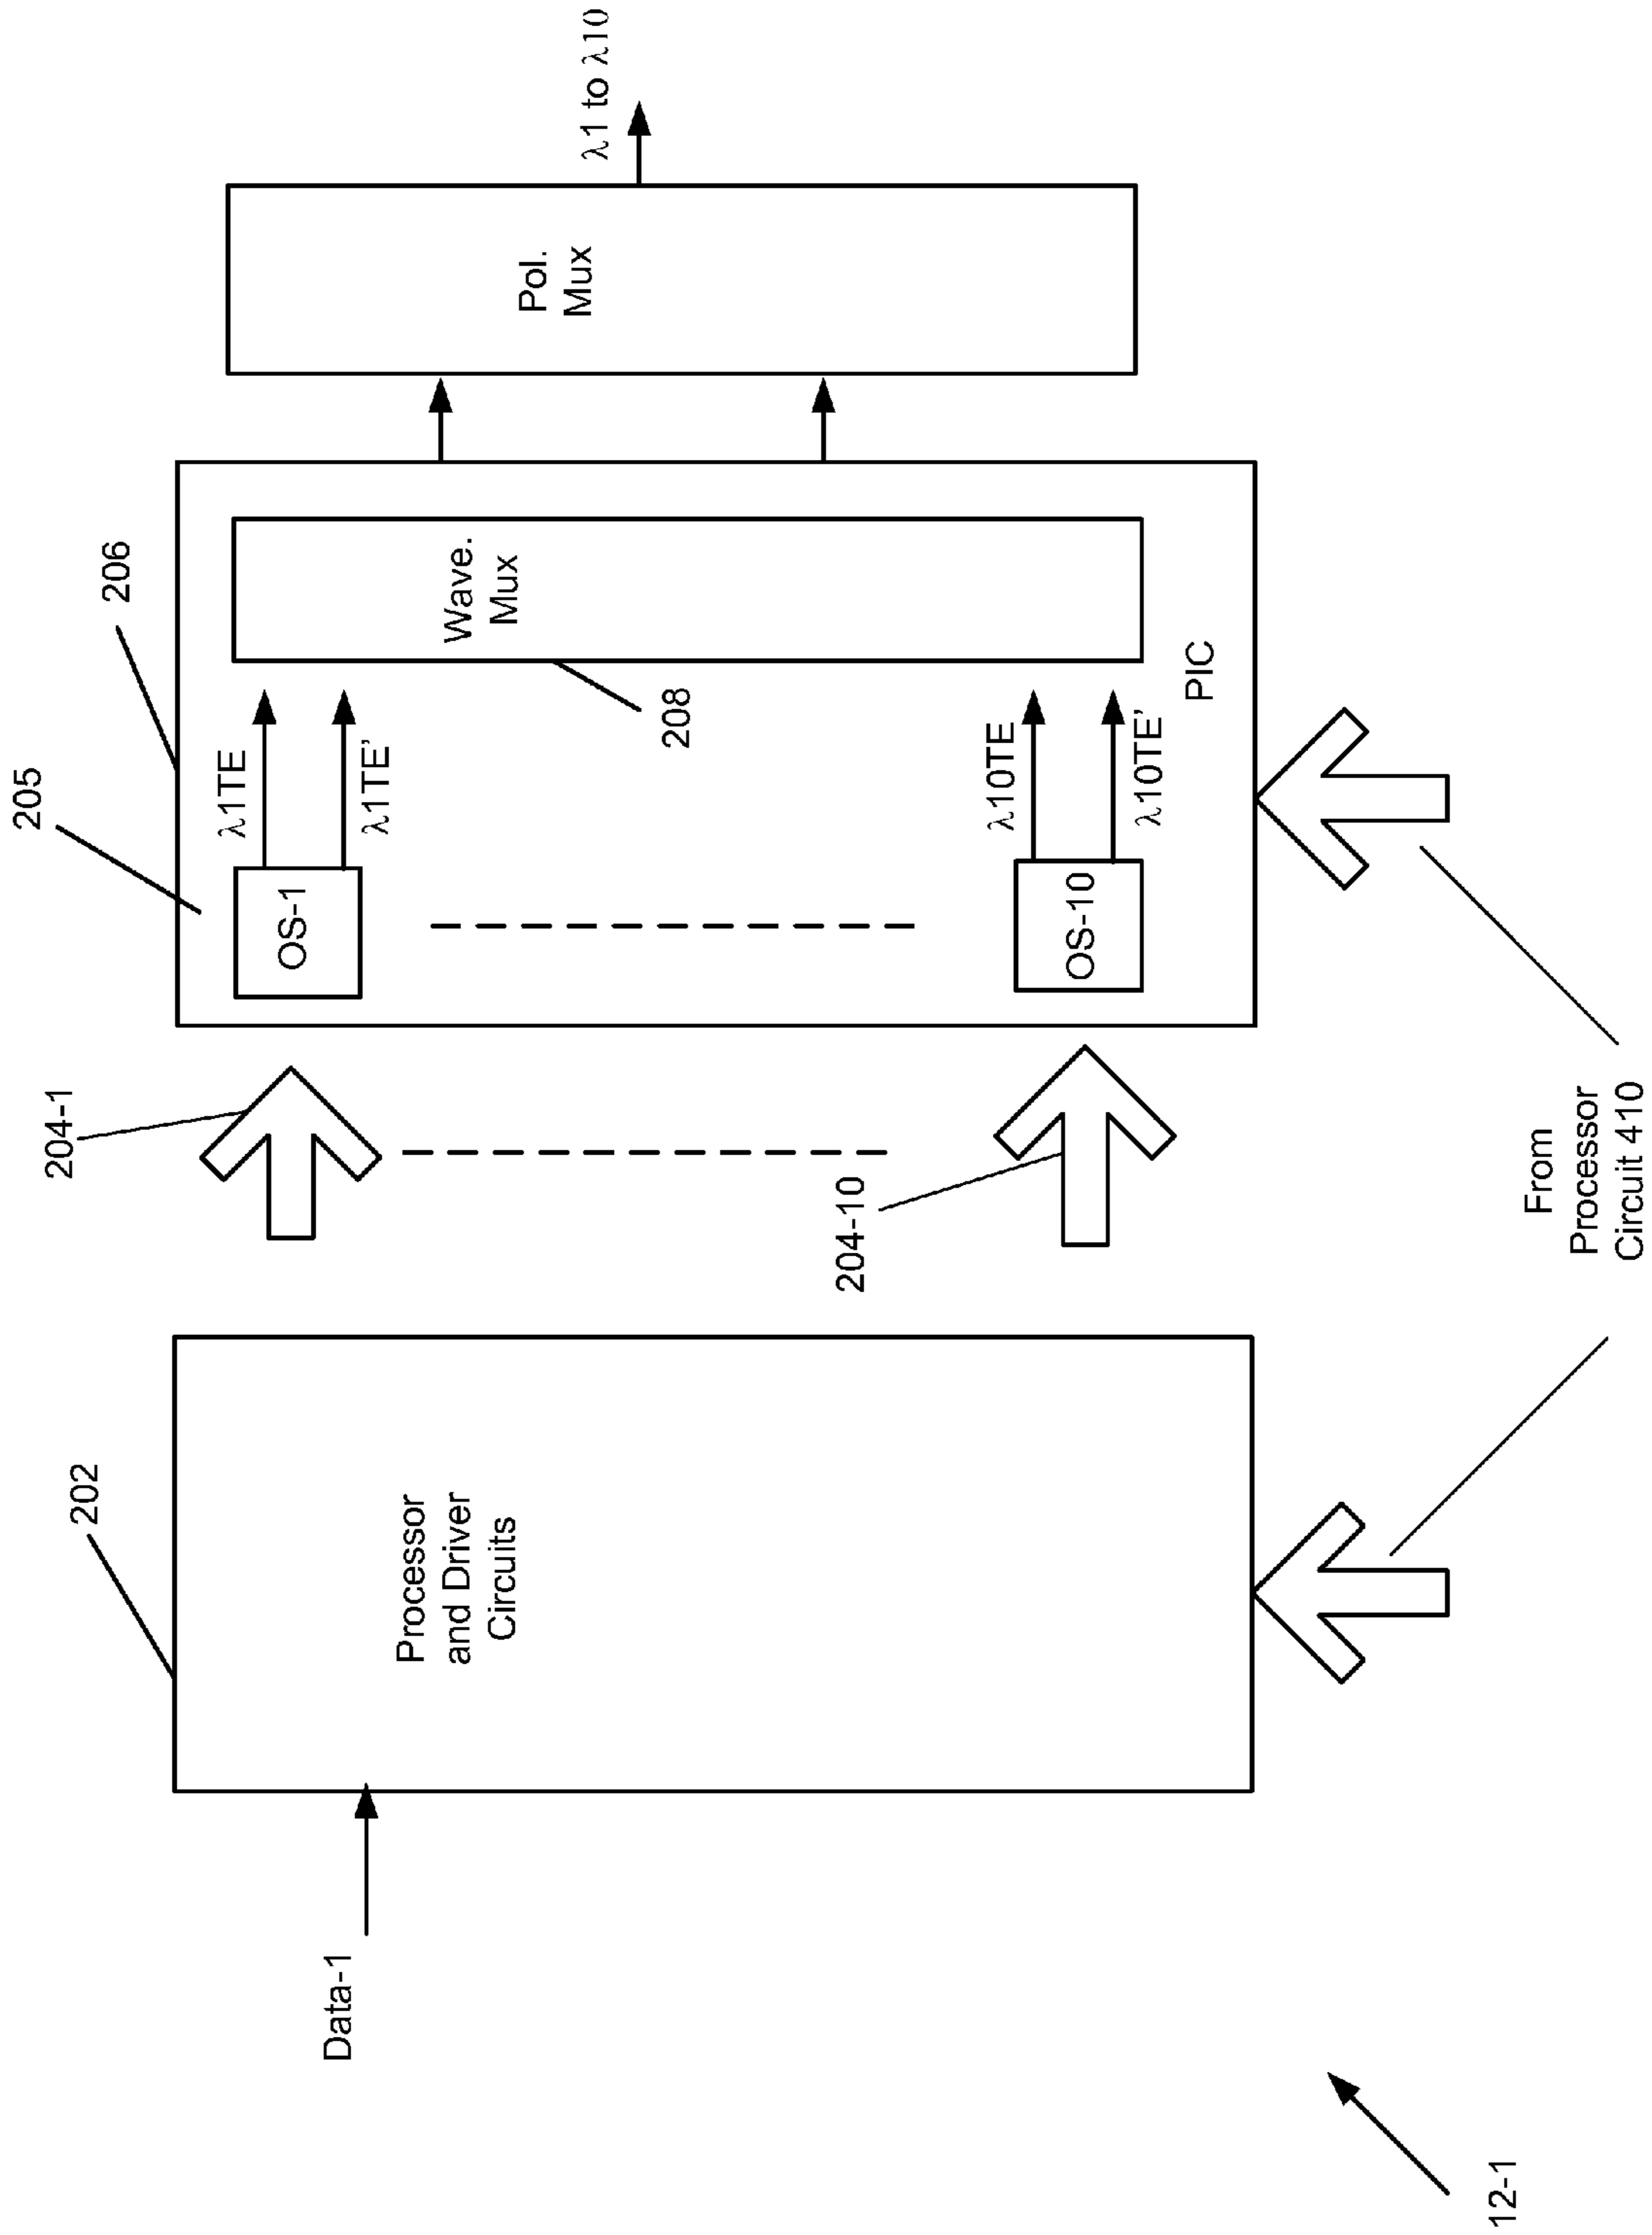 λ1 to λ10
Pol.
Mux
206
Wave.
Mux
208
PIC
205
λ1TE
λ1TE’
λ10TE
λ10TE’
OS-1
OS-10
204-1
204-10
From
Processor
Circuit 410
202
Processor
and Driver
Circuits
Data-1
12-1